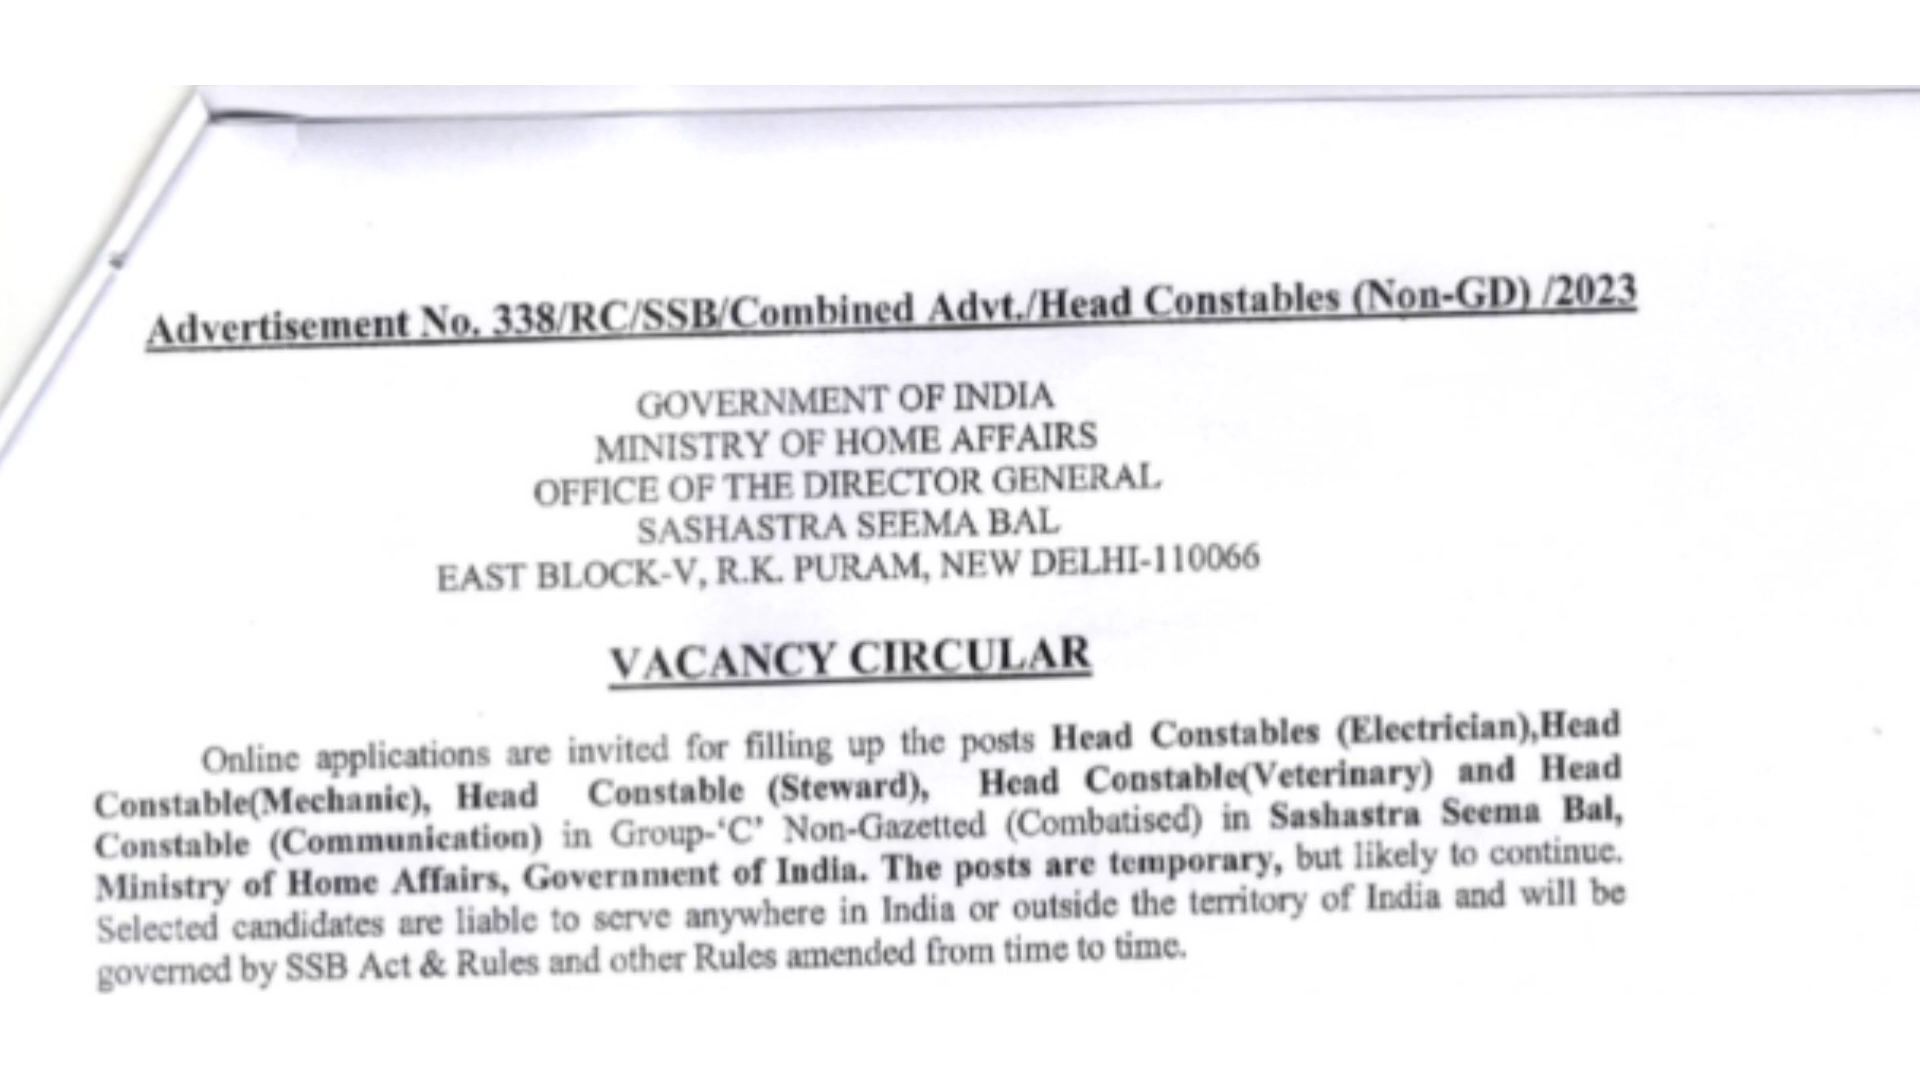 Advertisement No. 338/RC/SSB/Combined Advt./Head Constables (Non-GD) /2023
GOVERNMENT OF INDIA
MINISTRY OF HOME AFFAIRS
OFFICE OF THE DIRECTOR GENERAL
SASHASTRA SEEMA BAL
EAST BLOCK-V, R.K. PURAM, NEW DELHI-110066
VACANCY CIRCULAR
Online applications are invited for filling up the posts Head Constables (Electrician),Head
Constable(Mechanic), Head Constable (Steward), Head Constable(Veterinary) and Head
Constable (Communication) in Group-‘C’ Non-Gazetted (Combatised) in Sashastra Seema Bal,
Ministry of Home Affairs, Government of India. The posts are temporary, but likely to continue.
Selected candidates are liable to serve anywhere in India or outside the territory of India and will be
governed by SSB Act & Rules and other Rules amended from time to time.